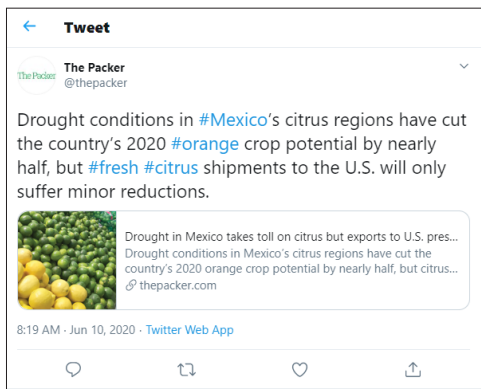 Tweet
The Packer
The Packer
@thepacker
Drought conditions in #Mexico's citrus regions have cut
the country's 2020 #orange crop potential by nearly
half, but #fresh #citrus shipments to the U.S. will only
suffer minor reductions.
Drought in Mexico takes toll on citrus but exports to U.S. pres...
Drought conditions in Mexico's citrus regions have cut the
country's 2020 orange crop potential by nearly half, but citrus...
thepacker.com
8:19 AM · Jun 10, 2020 · Twitter Web App